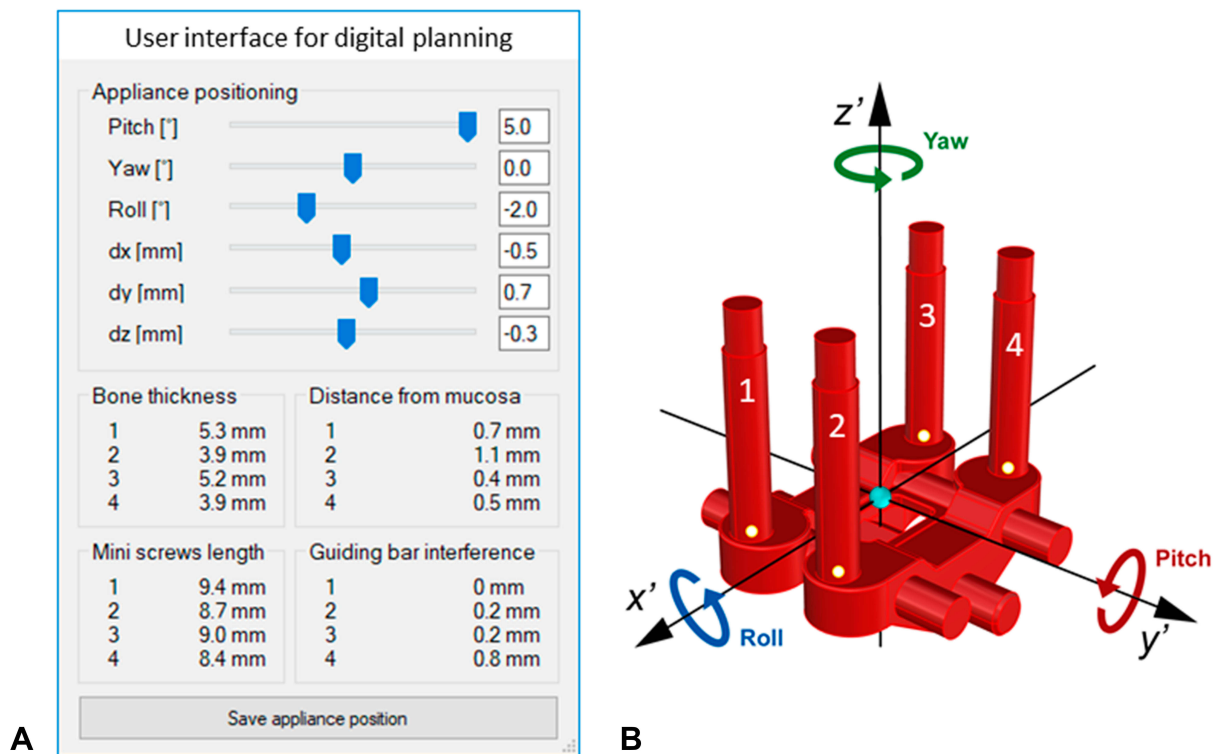 User interface for digital planning
Appliance positioning
Pitch [°] 5.0
Yaw [°] 0.0
Roll [°] -2.0
dx [mm] -0.5
dy [mm] 0.7
dz [mm] -0.3
Bone thickness
1 5.3 mm
2 3.9 mm
3 5.2 mm
4 3.9 mm
Distance from mucosa
1 0.7 mm
2 1.1 mm
3 0.4 mm
4 0.5 mm
Mini screws length
1 9.4 mm
2 8.7 mm
3 9.0 mm
4 8.4 mm
Guiding bar interference
1 0 mm
2 0.2 mm
3 0.2 mm
4 0.8 mm
Save appliance position
A
z’
Yaw
3
4
1
2
Pitch
x’
Roll
y’
B